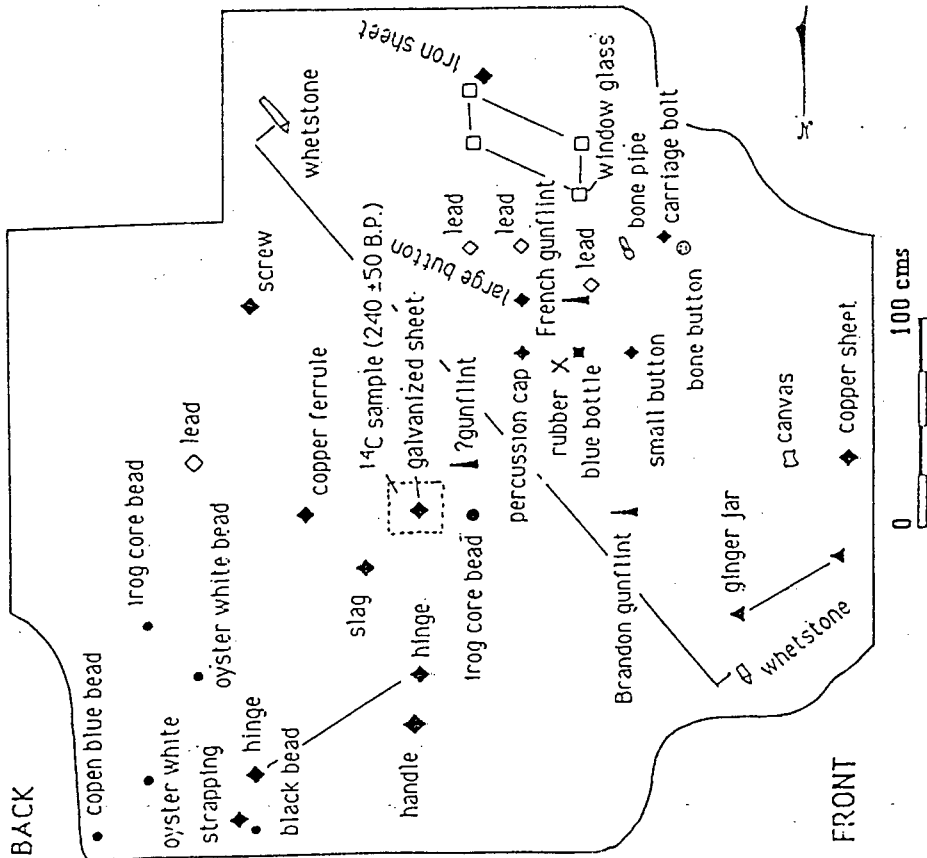 BACK
copen blue bead
oyster white
strapping
hinge
black bead
Irog core bead
oyster white bead
lead
screw
whetstone
copper ferrule
slag
¹⁴C sample (240 ±50 B.P.)
galvanized sheet
handle
hinge
Irog core bead
?gunflint
large button
lead
lead
Iron sheet
percussion cap
French gunflint
rubber
blue bottle
lead
window glass
Brandon gunflint
small button
bone pipe
carriage bolt
bone button
ginger jar
whetstone
canvas
copper sheet
N
FRONT
0 100 cms